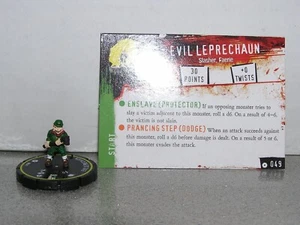 EVIL LEPRECHAUN
Slasher, Faerie
30
POINTS
+0
TWISTS
ENSLAVE (PROTECTOR) If an opposing monster tries to
slay a victim adjacent to this monster, roll a d6. On a result of 4-6,
the victim is not slain.
PRANCING STEP (DODGE) When an attack succeeds against
this monster, roll a d6 before damage is dealt. On a result of 5 or 6,
this monster evades the attack.
START
049